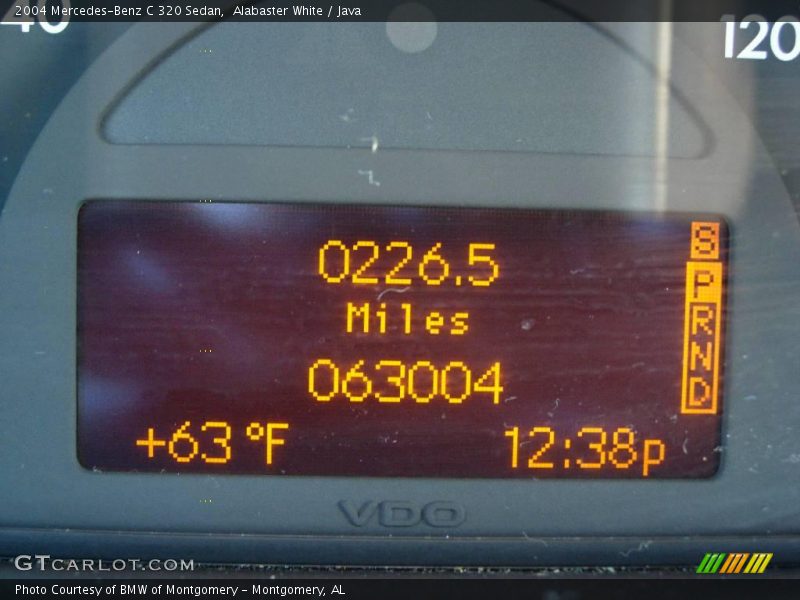 2004 Mercedes-Benz C 320 Sedan,  Alabaster White / Java
40
120
0226.5
Miles
063004
+63°F
12:38p
S
P
R
N
D
VDO
GTCARLOT.COM
Photo Courtesy of BMW of Montgomery - Montgomery, AL